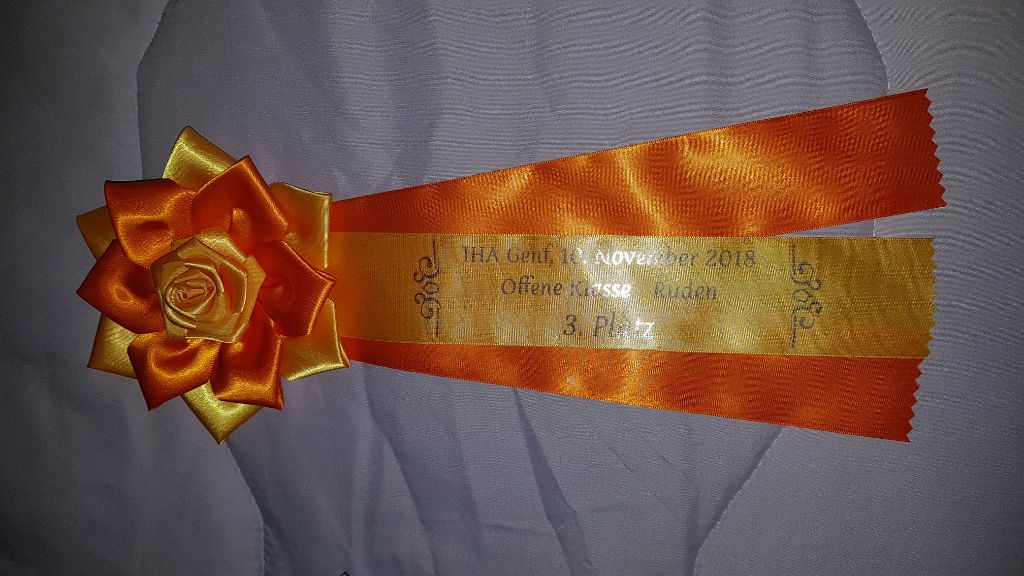 IHA Genf, 10. November 2018
Offene Klasse Rüden
3. Platz